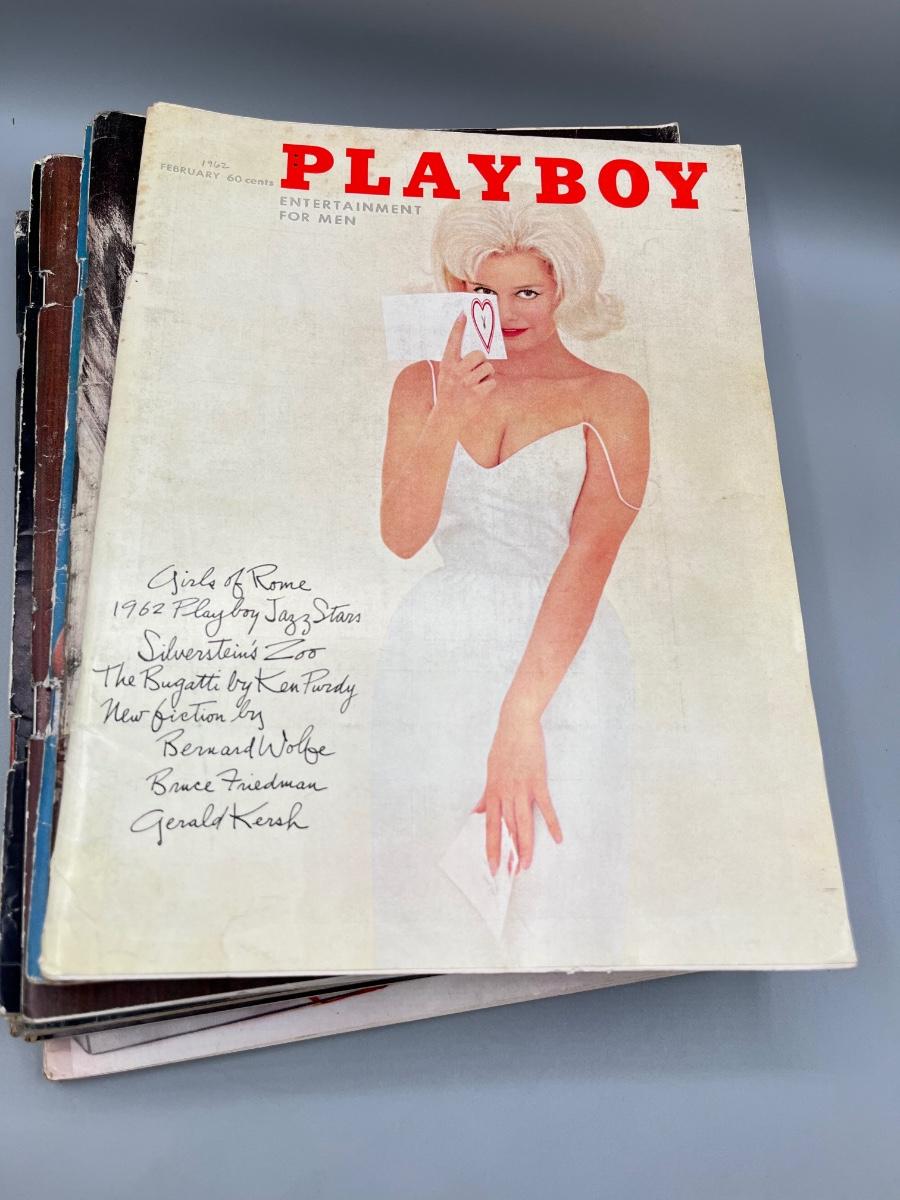 1962
FEBRUARY 60 cents
PLAYBOY
ENTERTAINMENT
FOR MEN
Girls of Rome
1962 Playboy Jazz Stars
Silverstein's Zoo
The Bugatti by Ken Purdy
New fiction by
Bernard Wolfe
Bruce Friedman
Gerald Kersh